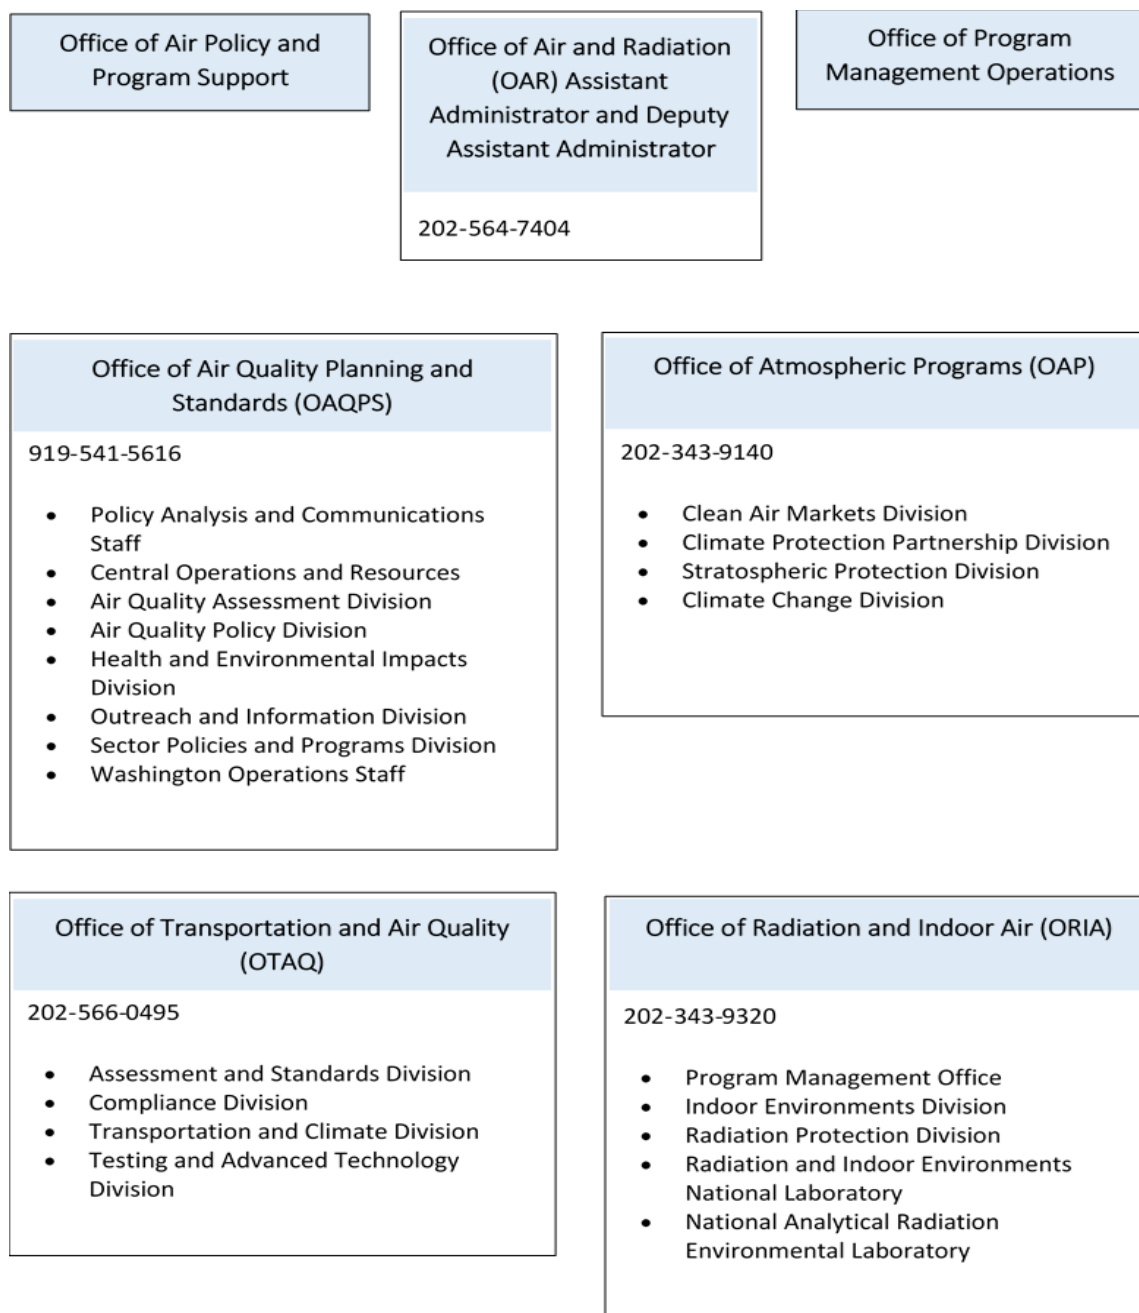 Office of Air Policy and
Program Support
Office of Air and Radiation
(OAR) Assistant
Administrator and Deputy
Assistant Administrator
202-564-7404
Office of Program
Management Operations
Office of Air Quality Planning and
Standards (OAQPS)
919-541-5616
• Policy Analysis and Communications
Staff
• Central Operations and Resources
• Air Quality Assessment Division
• Air Quality Policy Division
• Health and Environmental Impacts
Division
• Outreach and Information Division
• Sector Policies and Programs Division
• Washington Operations Staff
Office of Atmospheric Programs (OAP)
202-343-9140
• Clean Air Markets Division
• Climate Protection Partnership Division
• Stratospheric Protection Division
• Climate Change Division
Office of Transportation and Air Quality
(OTAQ)
202-566-0495
• Assessment and Standards Division
• Compliance Division
• Transportation and Climate Division
• Testing and Advanced Technology
Division
Office of Radiation and Indoor Air (ORIA)
202-343-9320
• Program Management Office
• Indoor Environments Division
• Radiation Protection Division
• Radiation and Indoor Environments
National Laboratory
• National Analytical Radiation
Environmental Laboratory